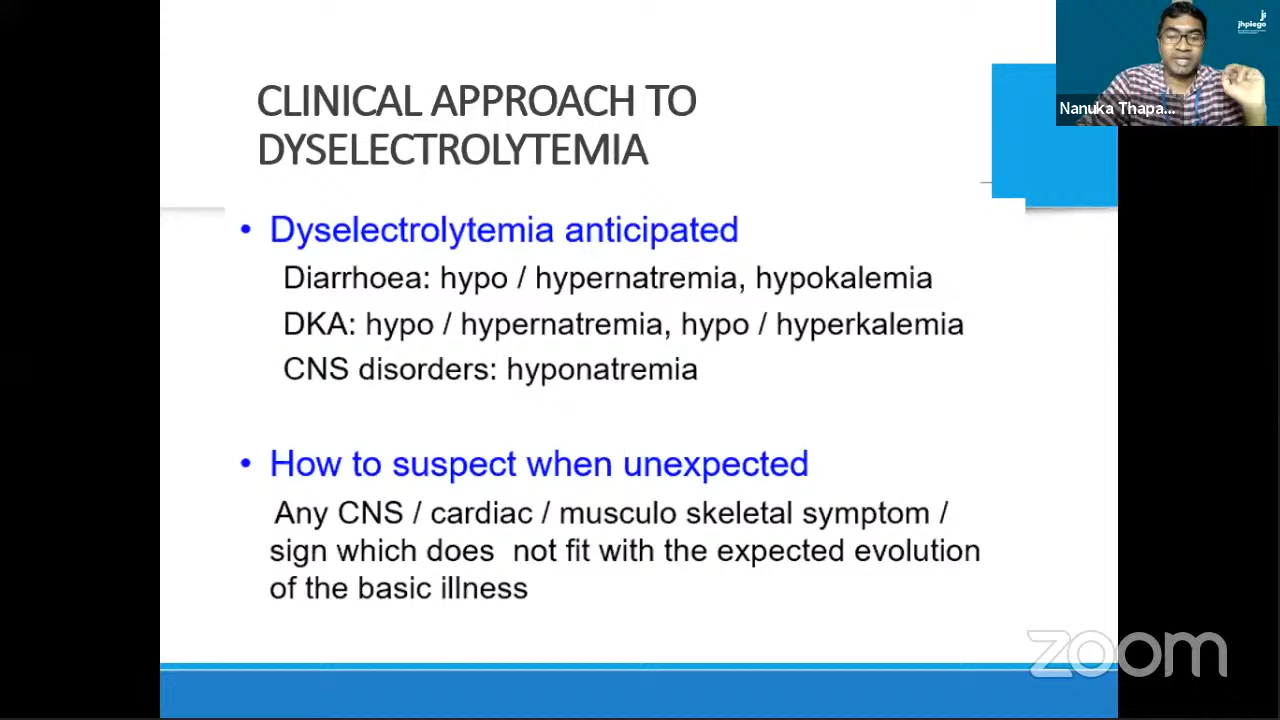 CLINICAL APPROACH TO
DYSELECTROLYTEMIA
• Dyselectrolytemia anticipated
Diarrhoea: hypo / hypernatremia, hypokalemia
DKA: hypo / hypernatremia, hypo / hyperkalemia
CNS disorders: hyponatremia
• How to suspect when unexpected
Any CNS / cardiac / musculo skeletal symptom /
sign which does not fit with the expected evolution
of the basic illness
jhpiego
Nanuka Thapa...
zoom